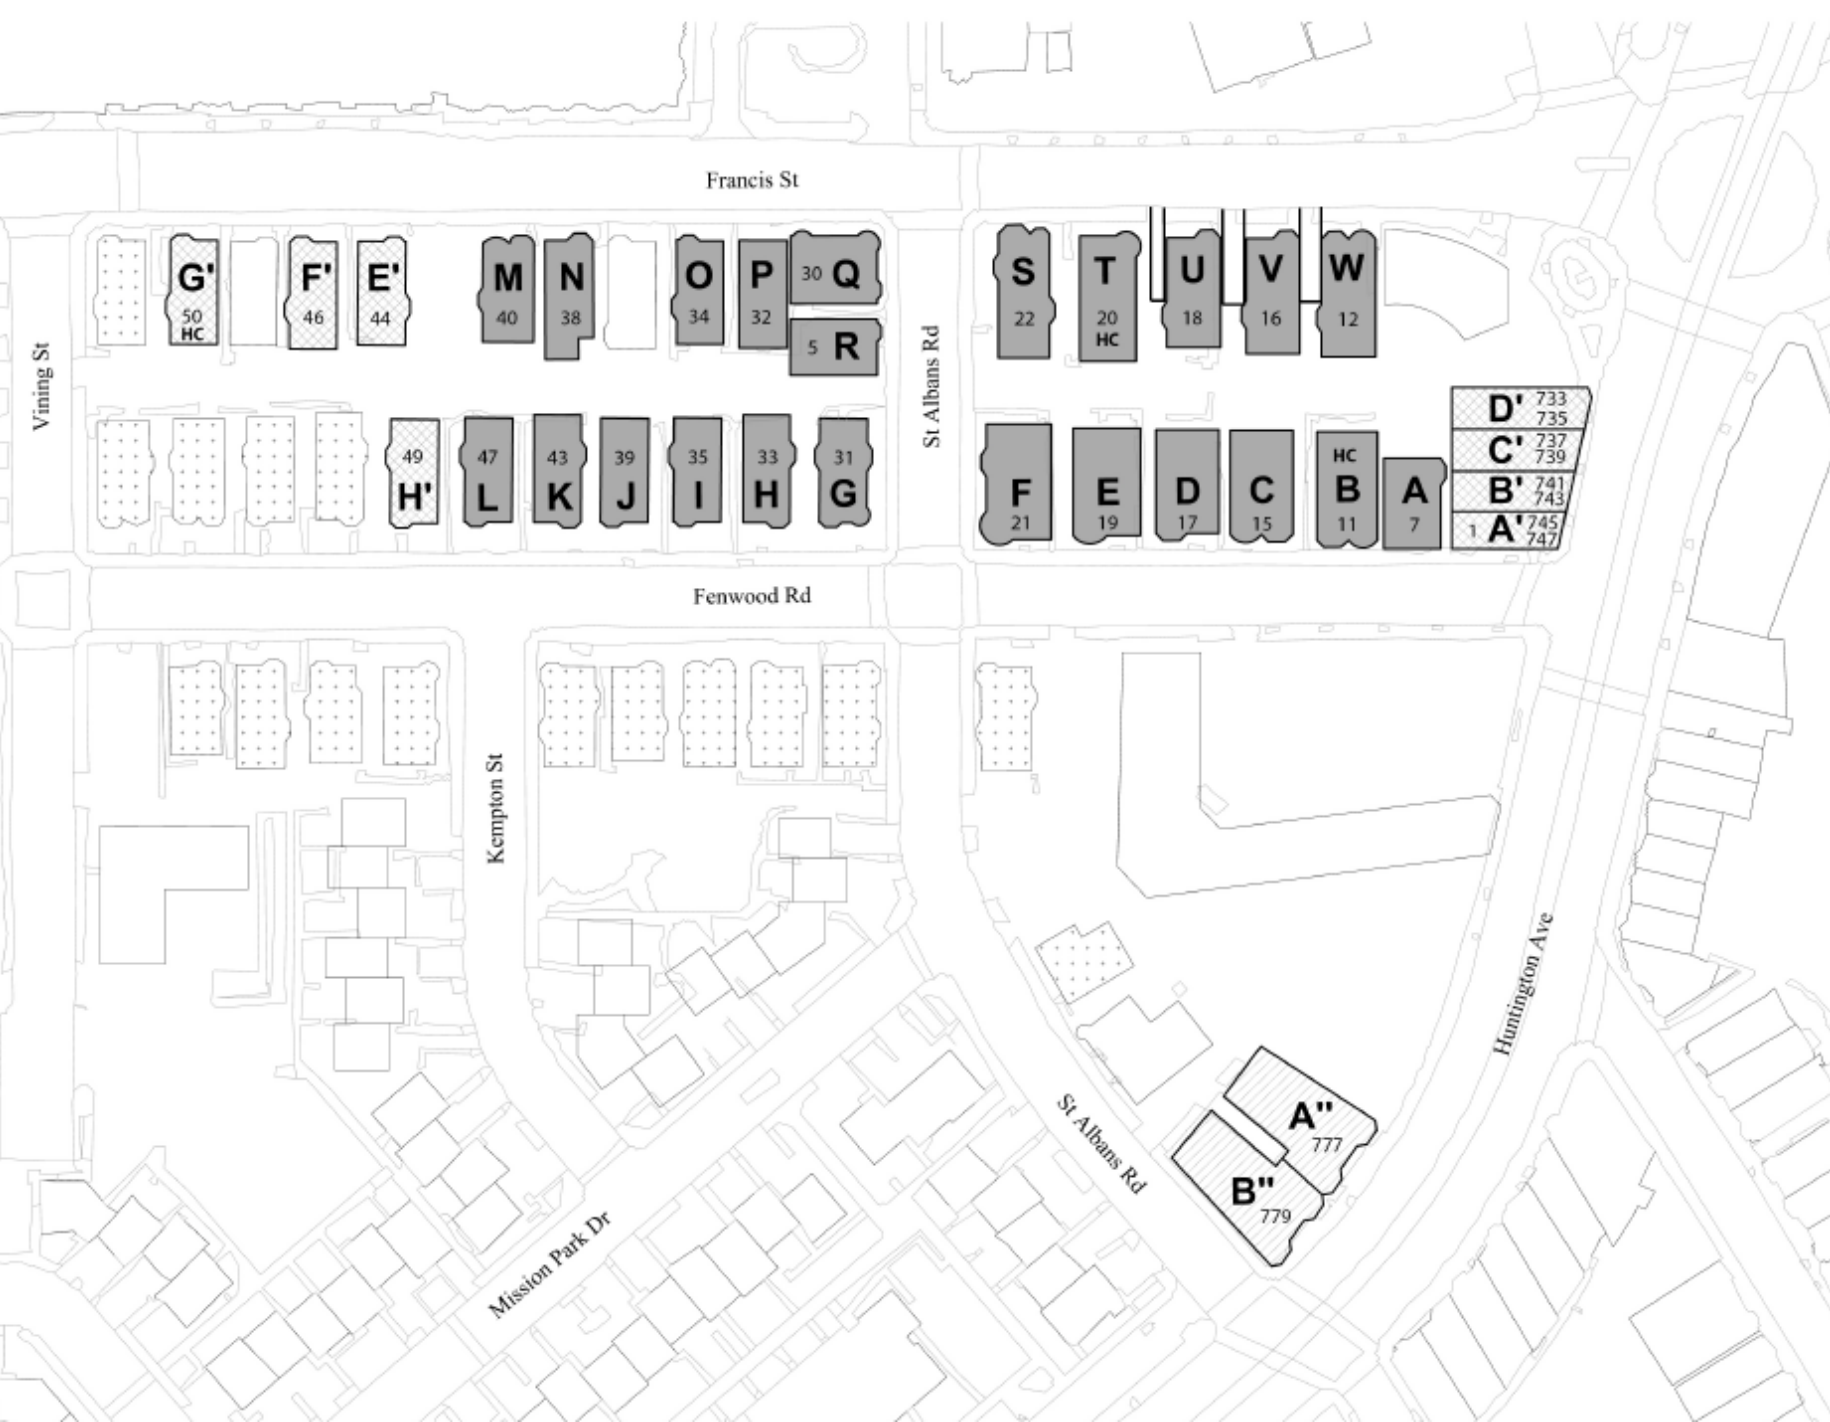 Francis St
G'
50
HC
F'
46
E'
44
M
40
N
38
O
34
P
32
30 Q
5 R
S
22
T
20
HC
U
18
V
16
W
12
Vining St
St Albans Rd
49
H'
47
L
43
K
39
J
35
I
33
H
31
G
F
21
E
19
D
17
C
15
HC
B
11
A
7
D' 733
735
C' 737
739
B' 741
743
1 A' 745
747
Fenwood Rd
Kempton St
Huntington Ave
St Albans Rd
A"
777
B"
779
Mission Park Dr